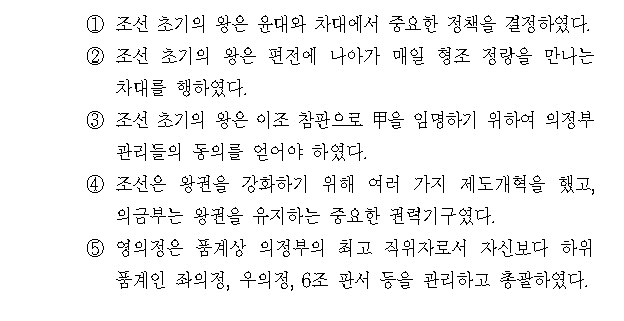 ① 조선 초기의 왕은 윤대와 차대에서 중요한 정책을 결정하였다.
② 조선 초기의 왕은 편전에 나아가 매일 형조 정랑을 만나는
차대를 행하였다.
③ 조선 초기의 왕은 이조 참판으로 甲을 임명하기 위하여 의정부
관리들의 동의를 얻어야 하였다.
④ 조선은 왕권을 강화하기 위해 여러 가지 제도개혁을 했고,
의금부는 왕권을 유지하는 중요한 권력기구였다.
⑤ 영의정은 품계상 의정부의 최고 직위자로서 자신보다 하위
품계인 좌의정, 우의정, 6조 판서 등을 관리하고 총괄하였다.